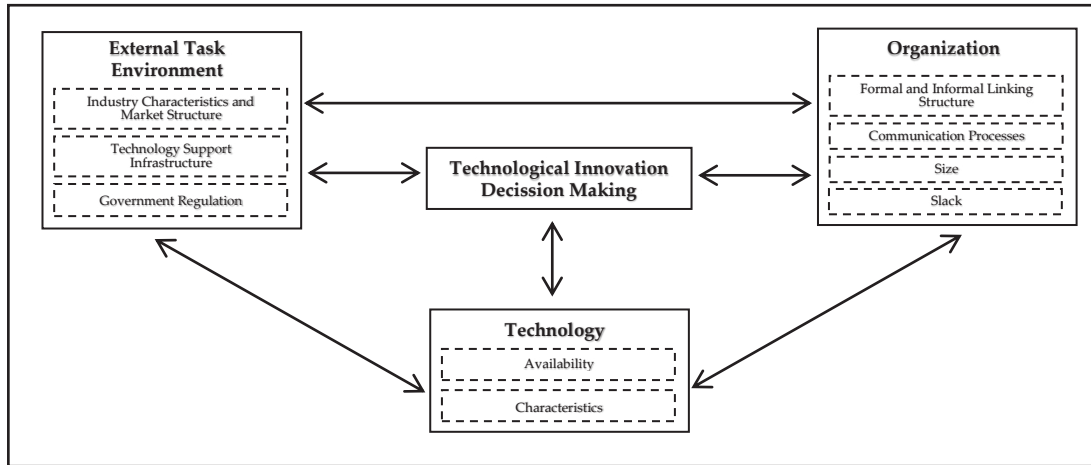 External Task
Environment
Industry Characteristics and
Market Structure
Technology Support
Infrastructure
Government Regulation
Organization
Formal and Informal Linking
Structure
Communication Processes
Size
Slack
Technological Innovation
Decission Making
Technology
Availability
Characteristics